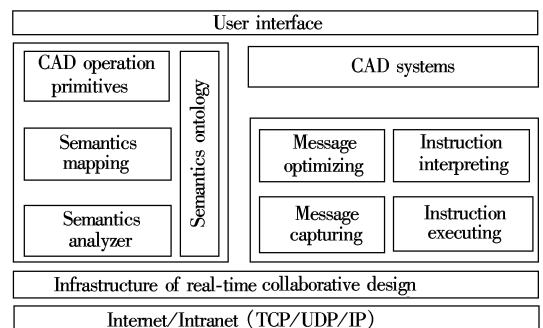 User interface
CAD operation
primitives
Semantics
mapping
Semantics
analyzer
Semantics ontology
CAD systems
Message
optimizing
Instruction
interpreting
Message
capturing
Instruction
executing
Infrastructure of real-time collaborative design
Internet/Intranet (TCP/UDP/IP)